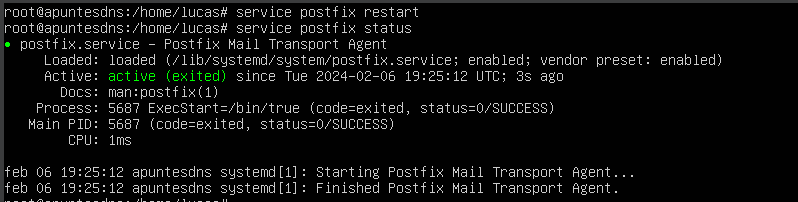 root@apuntesdns:/home/lucas# service postfix restart
root@apuntesdns:/home/lucas# service postfix status
● postfix.service – Postfix Mail Transport Agent
     Loaded: loaded (/lib/systemd/system/postfix.service; enabled; vendor preset: enabled)
     Active: active (exited) since Tue 2024-02-06 19:25:12 UTC; 3s ago
       Docs: man:postfix(1)
    Process: 5687 ExecStart=/bin/true (code=exited, status=0/SUCCESS)
   Main PID: 5687 (code=exited, status=0/SUCCESS)
        CPU: 1ms

feb 06 19:25:12 apuntesdns systemd[1]: Starting Postfix Mail Transport Agent...
feb 06 19:25:12 apuntesdns systemd[1]: Finished Postfix Mail Transport Agent.
root@apuntesdns:/home/lucas#